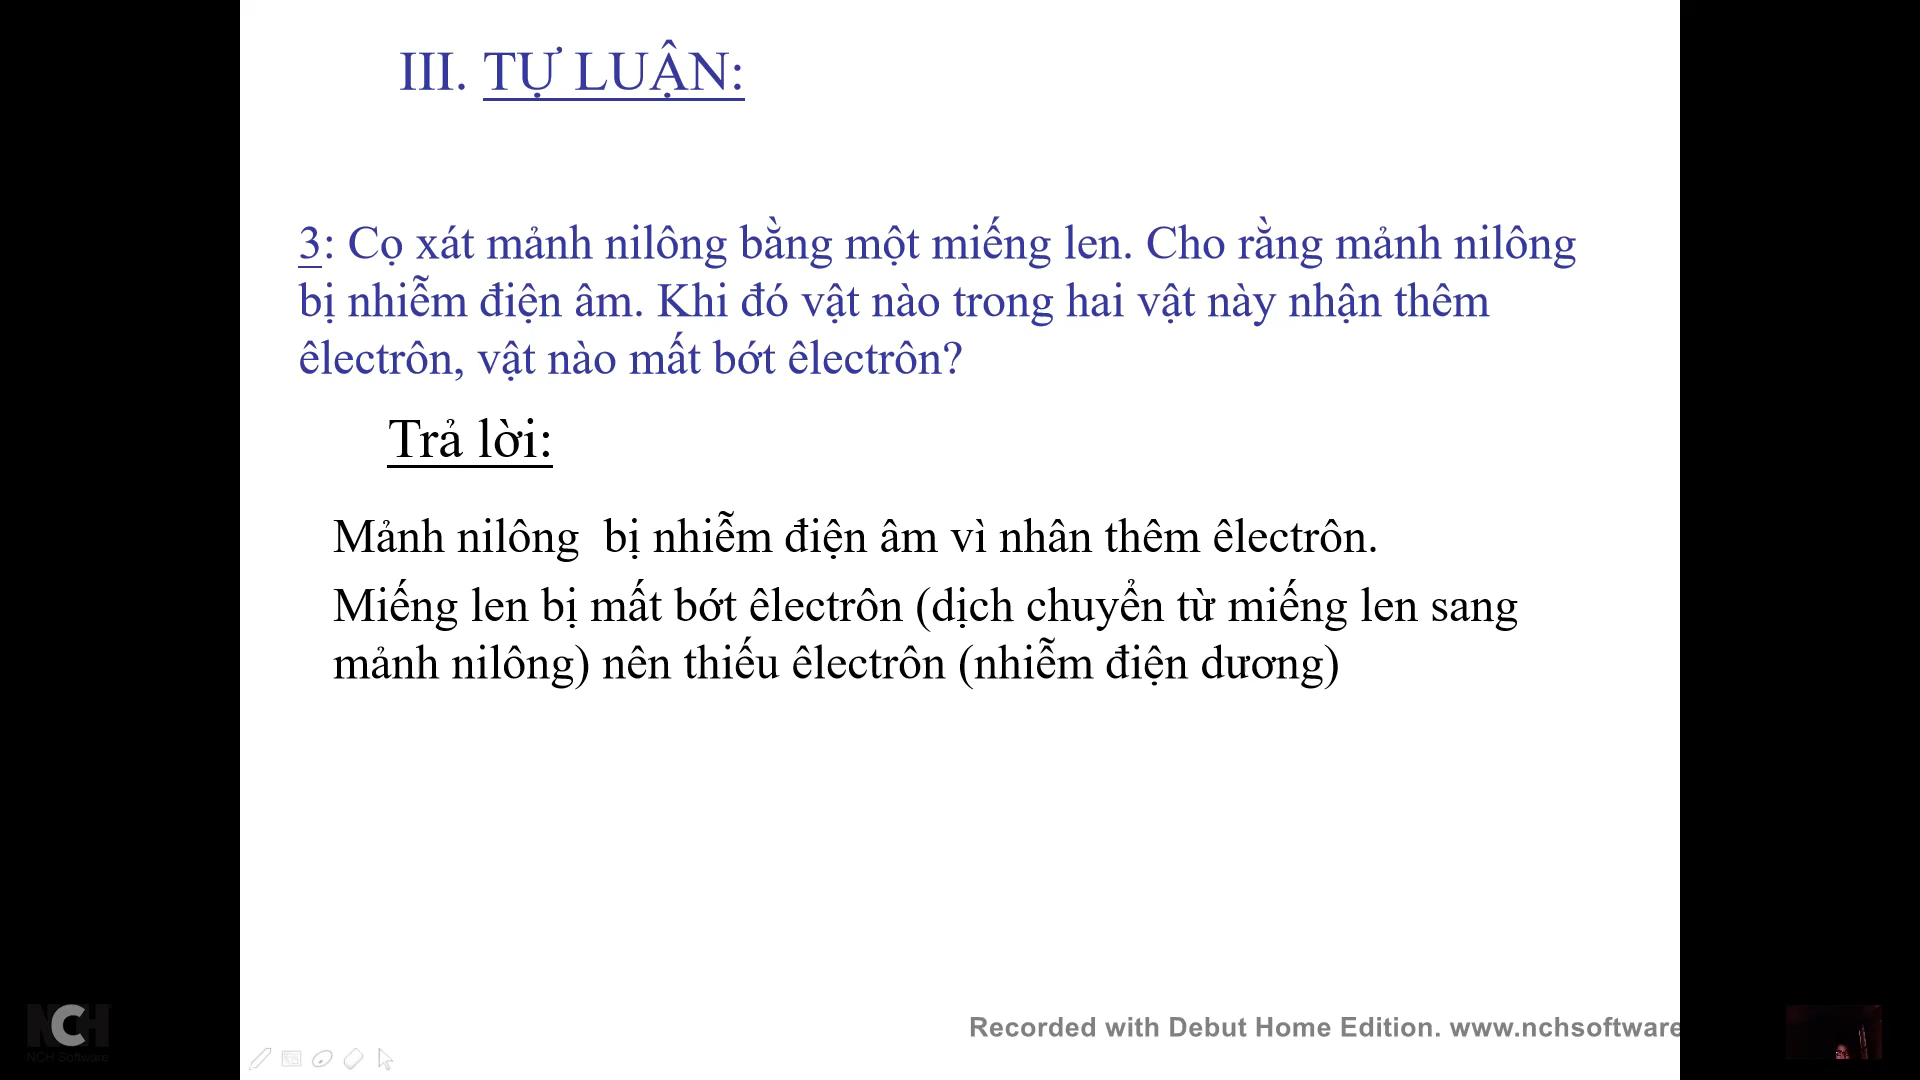 III. TỰ LUẬN:
3: Cọ xát mảnh nilông bằng một miếng len. Cho rằng mảnh nilông
bị nhiễm điện âm. Khi đó vật nào trong hai vật này nhận thêm
êlectrôn, vật nào mất bớt êlectrôn?
Trả lời:
Mảnh nilông bị nhiễm điện âm vì nhân thêm êlectrôn.
Miếng len bị mất bớt êlectrôn (dịch chuyển từ miếng len sang
mảnh nilông) nên thiếu êlectrôn (nhiễm điện dương)
NCH
NCH Software
Recorded with Debut Home Edition. www.nchsoftware